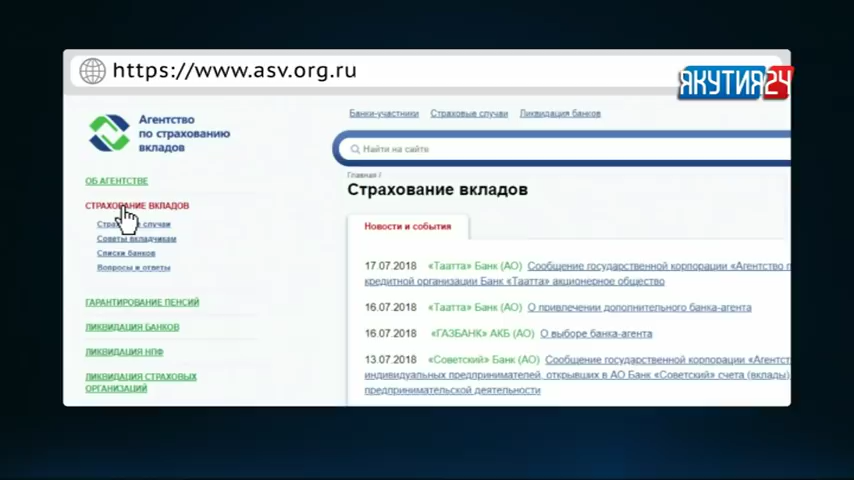 https://www.asv.org.ru
ЯКУТИЯ24
Агентство
по страхованию
вкладов
Банки-участники Страховые случаи Ликвидация банков
Найти на сайте
Главная /
Страхование вкладов
ОБ АГЕНТСТВЕ
СТРАХОВАНИЕ ВКЛАДОВ
случаи
Советы вкладчикам
Списки банков
Вопросы и ответы
ГАРАНТИРОВАНИЕ ПЕНСИЙ
ЛИКВИДАЦИЯ БАНКОВ
ЛИКВИДАЦИЯ НПФ
ЛИКВИДАЦИЯ СТРАХОВЫХ
ОРГАНИЗАЦИЙ
Новости и события
17.07.2018 «Таатта» Банк (АО) Сообщение государственной корпорации «Агентство
кредитной организации Банк «Таатта» акционерное общество
16.07.2018 «Таатта» Банк (АО) О привлечении дополнительного банка-агента
16.07.2018 «ГАЗБАНК» АКБ (АО) О выборе банка-агента
13.07.2018 «Советский» Банк (АО) Сообщение государственной корпорации «Агентст
индивидуальных предпринимателей, открывших в АО Банк «Советский» счета (вклады)
предпринимательской деятельности